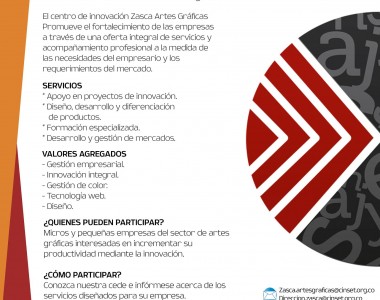 El centro de innovación Zasca Artes Gráficas
Promueve el fortalecimiento de las empresas
a través de una oferta integral de servicios y
acompañamiento profesional a la medida de
las necesidades del empresario y los
requerimientos del mercado.
SERVICIOS
* Apoyo en proyectos de innovación.
* Diseño, desarrollo y diferenciación
de productos.
* Formación especializada.
* Desarrollo y gestión de mercados.
VALORES AGREGADOS
- Gestión empresarial.
- Innovación integral.
- Gestión de color.
- Tecnología web.
- Diseño.
¿QUIENES PUEDEN PARTICIPAR?
Micros y pequeñas empresas del sector de artes
gráficas interesadas en incrementar su
productividad mediante la innovación.
¿CÓMO PARTICIPAR?
Conozca nuestra cede e infórmese acerca de los
servicios diseñados para su empresa.
Zasca.artesgraficas@cinset.org.co
Direccion.zasca@cinset.org.co